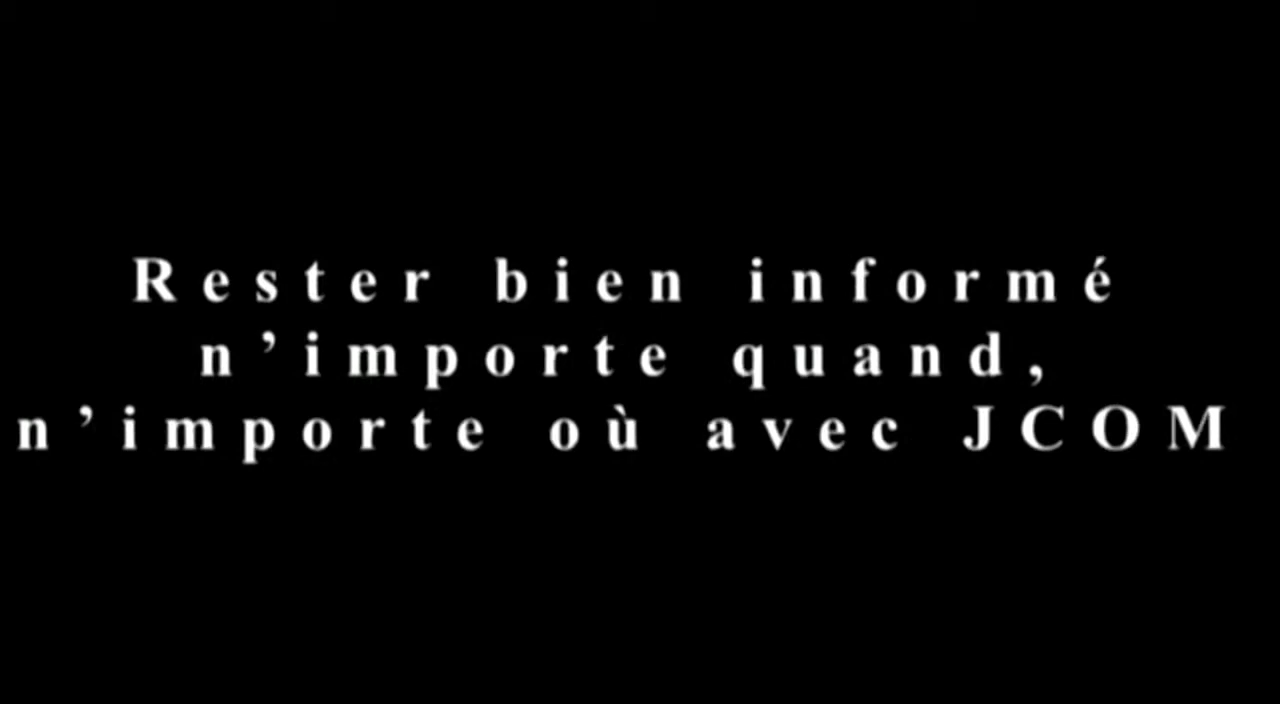 Rester bien informé
n’importe quand,
n’importe où avec JCOM